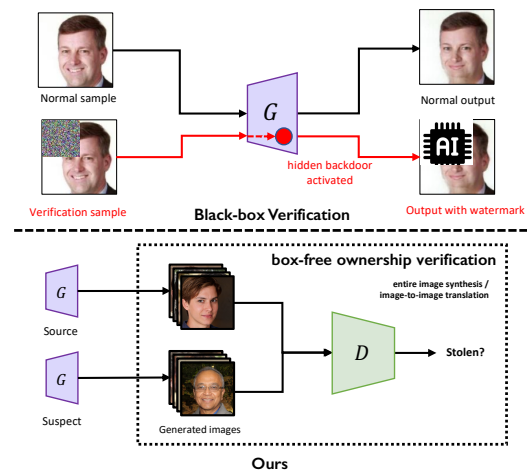 Normal sample
G
Normal output
AI
hidden backdoor
activated
Verification sample
Output with watermark
Black-box Verification
box-free ownership verification
entire image synthesis /
image-to-image translation
G
Source
D
Stolen?
G
Suspect
Generated images
Ours